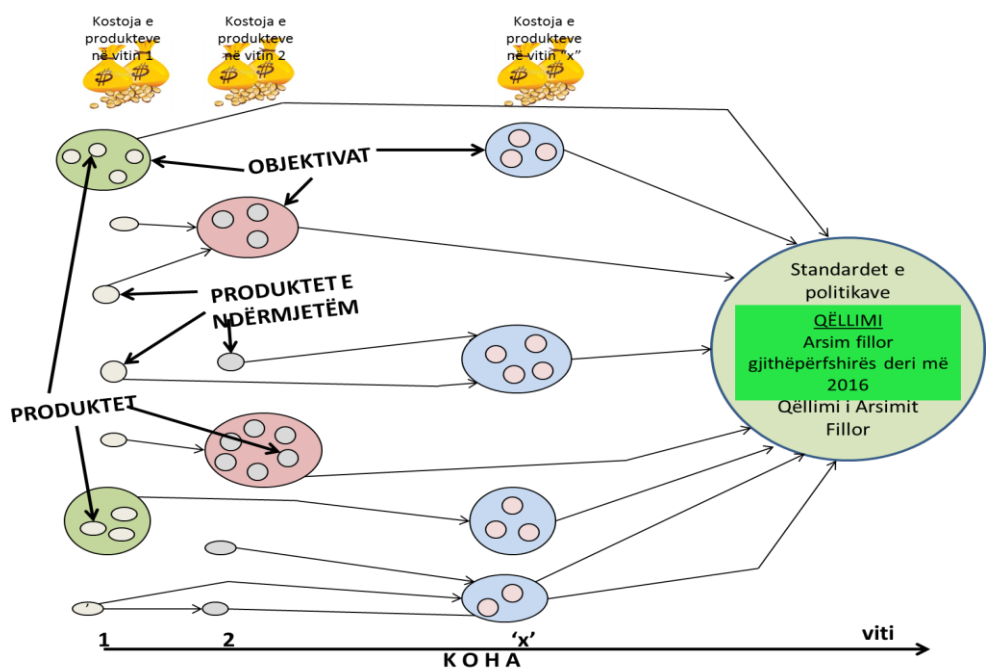 Kostoja e
produkteve
në vitin 1
Kostoja e
produkteve
në vitin 2
Kostoja e
produkteve
në vitin “x”
OBJEKTIVAT
PRODUKTET E
NDËRMJETËM
PRODUKTET
Standardet e
politikave
QËLLIMI
Arsim fillor
gjithëpërfshirës deri më
2016
Qëllimi i Arsimit
Fillor
1
2
‘x’
viti
K O H A